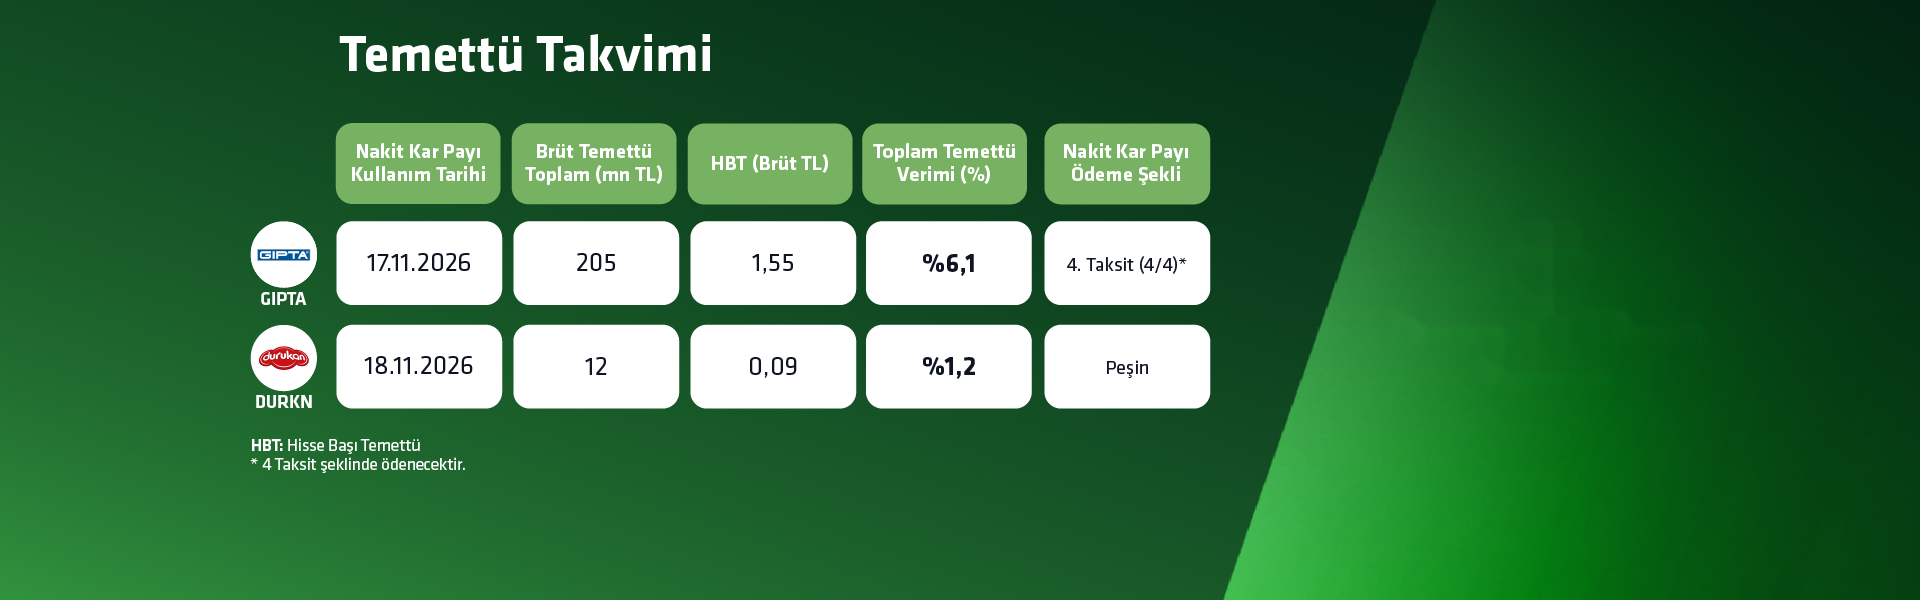 Temettü Takvimi
Nakit Kar Payı
Kullanım Tarihi
Brüt Temettü
Toplam (mn TL)
HBT (Brüt TL)
Toplam Temettü
Verimi (%)
Nakit Kar Payı
Ödeme Şekli
GIPTA
GIPTA
17.11.2026
205
1,55
%6,1
4. Taksit (4/4)*
durukan
DURKN
18.11.2026
12
0,09
%1,2
Peşin
HBT: Hisse Başı Temettü
* 4 Taksit şeklinde ödenecektir.